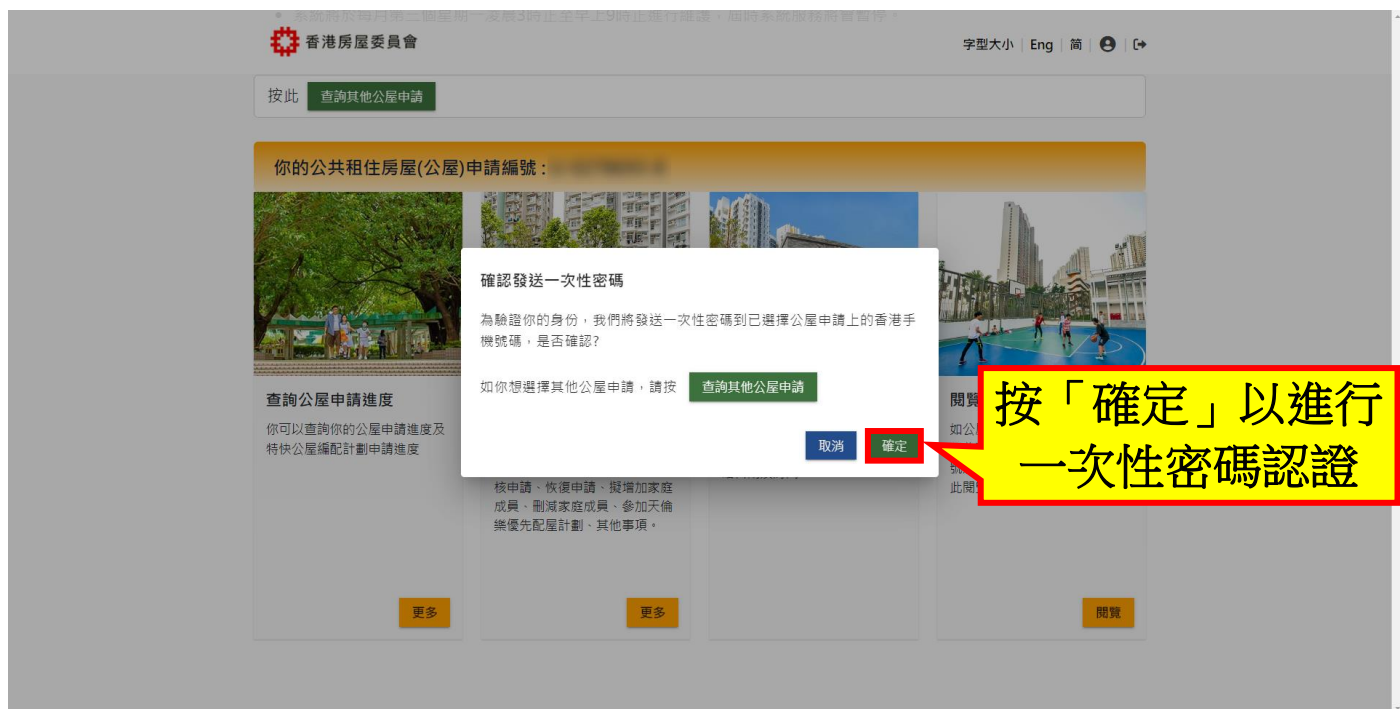 香港房屋委員會
字型大小 | Eng | 简
按此 查詢其他公屋申請
你的公共租住房屋(公屋)申請編號 :
確認發送一次性密碼
為驗證你的身份，我們將發送一次性密碼到已選擇公屋申請上的香港手
機號碼，是否確認?
如你想選擇其他公屋申請，請按 查詢其他公屋申請
取消 確定
按「確定」以進行
一次性密碼認證
查詢公屋申請進度
你可以查詢你的公屋申請進度及
特快公屋編配計劃申請進度
更多
核申請、恢復申請、擬增加家庭
成員、刪減家庭成員、參加天倫
樂優先配屋計劃、其他事項。
更多
閱覽
如公
此閱
閱覽